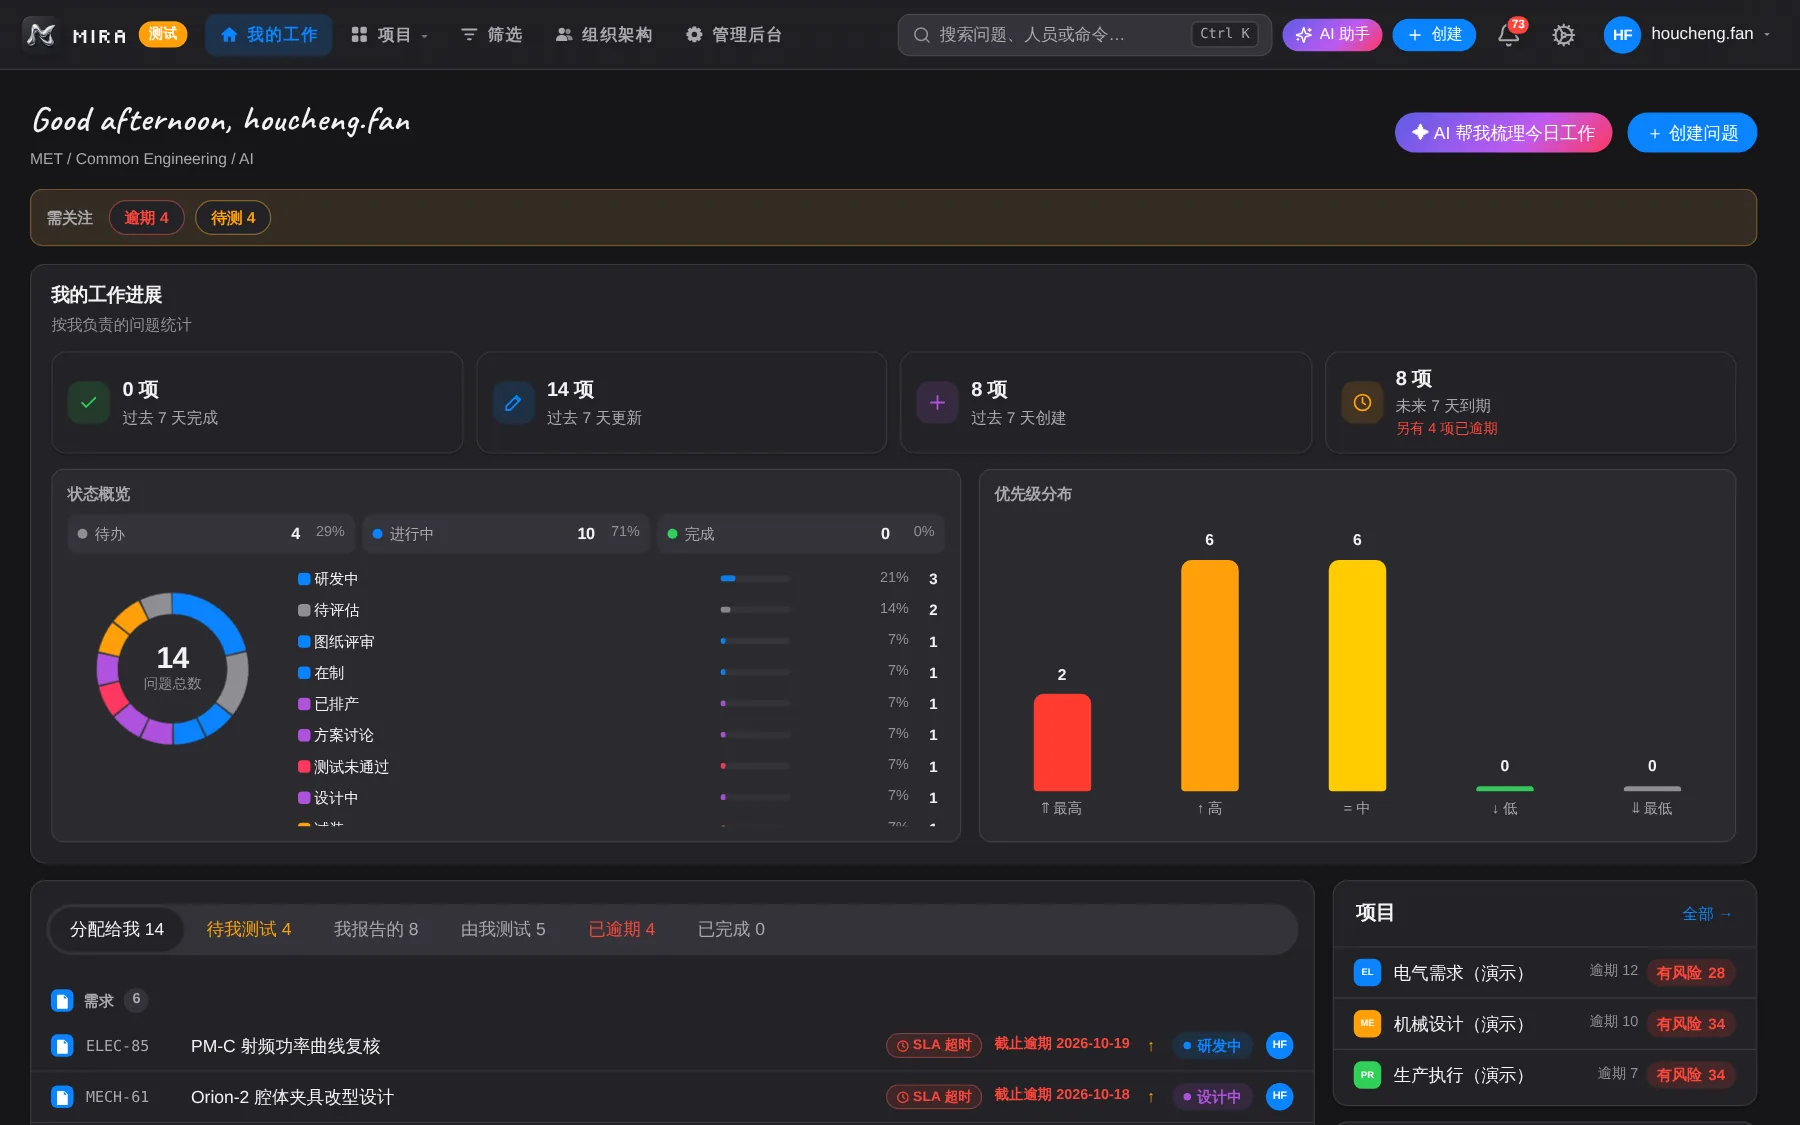 MIRA 测试 我的工作 项目 筛选 组织架构 管理后台 搜索问题、人员或命令... Ctrl K AI 助手 + 创建 73 HF houcheng.fan
Good afternoon, houcheng.fan
MET / Common Engineering / AI
AI 帮我梳理今日工作 + 创建问题
需关注 逾期 4 待测 4
我的工作进展
按我负责的问题统计
0 项
过去 7 天完成
14 项
过去 7 天更新
8 项
过去 7 天创建
8 项
未来 7 天到期
另有 4 项已逾期
状态概览
待办 4 29% 进行中 10 71% 完成 0 0%
14
问题总数
研发中 21% 3
待评估 14% 2
图纸评审 7% 1
在制 7% 1
已排产 7% 1
方案讨论 7% 1
测试未通过 7% 1
设计中 7% 1
7% 1
优先级分布
2 6 6 0 0
⇈ 最高 ↑ 高 = 中 ↓ 低 ⇊ 最低
分配给我 14 待我测试 4 我报告的 8 由我测试 5 已逾期 4 已完成 0
需求 6
ELEC-85 PM-C 射频功率曲线复核 SLA 超时 截止逾期 2026-10-19 ↑ 研发中 HF
MECH-61 Orion-2 腔体夹具改型设计 SLA 超时 截止逾期 2026-10-18 ↑ 设计中 HF
项目 全部 →
EL 电气需求（演示） 逾期 12 有风险 28
ME 机械设计（演示） 逾期 10 有风险 34
PR 生产执行（演示） 逾期 7 有风险 34